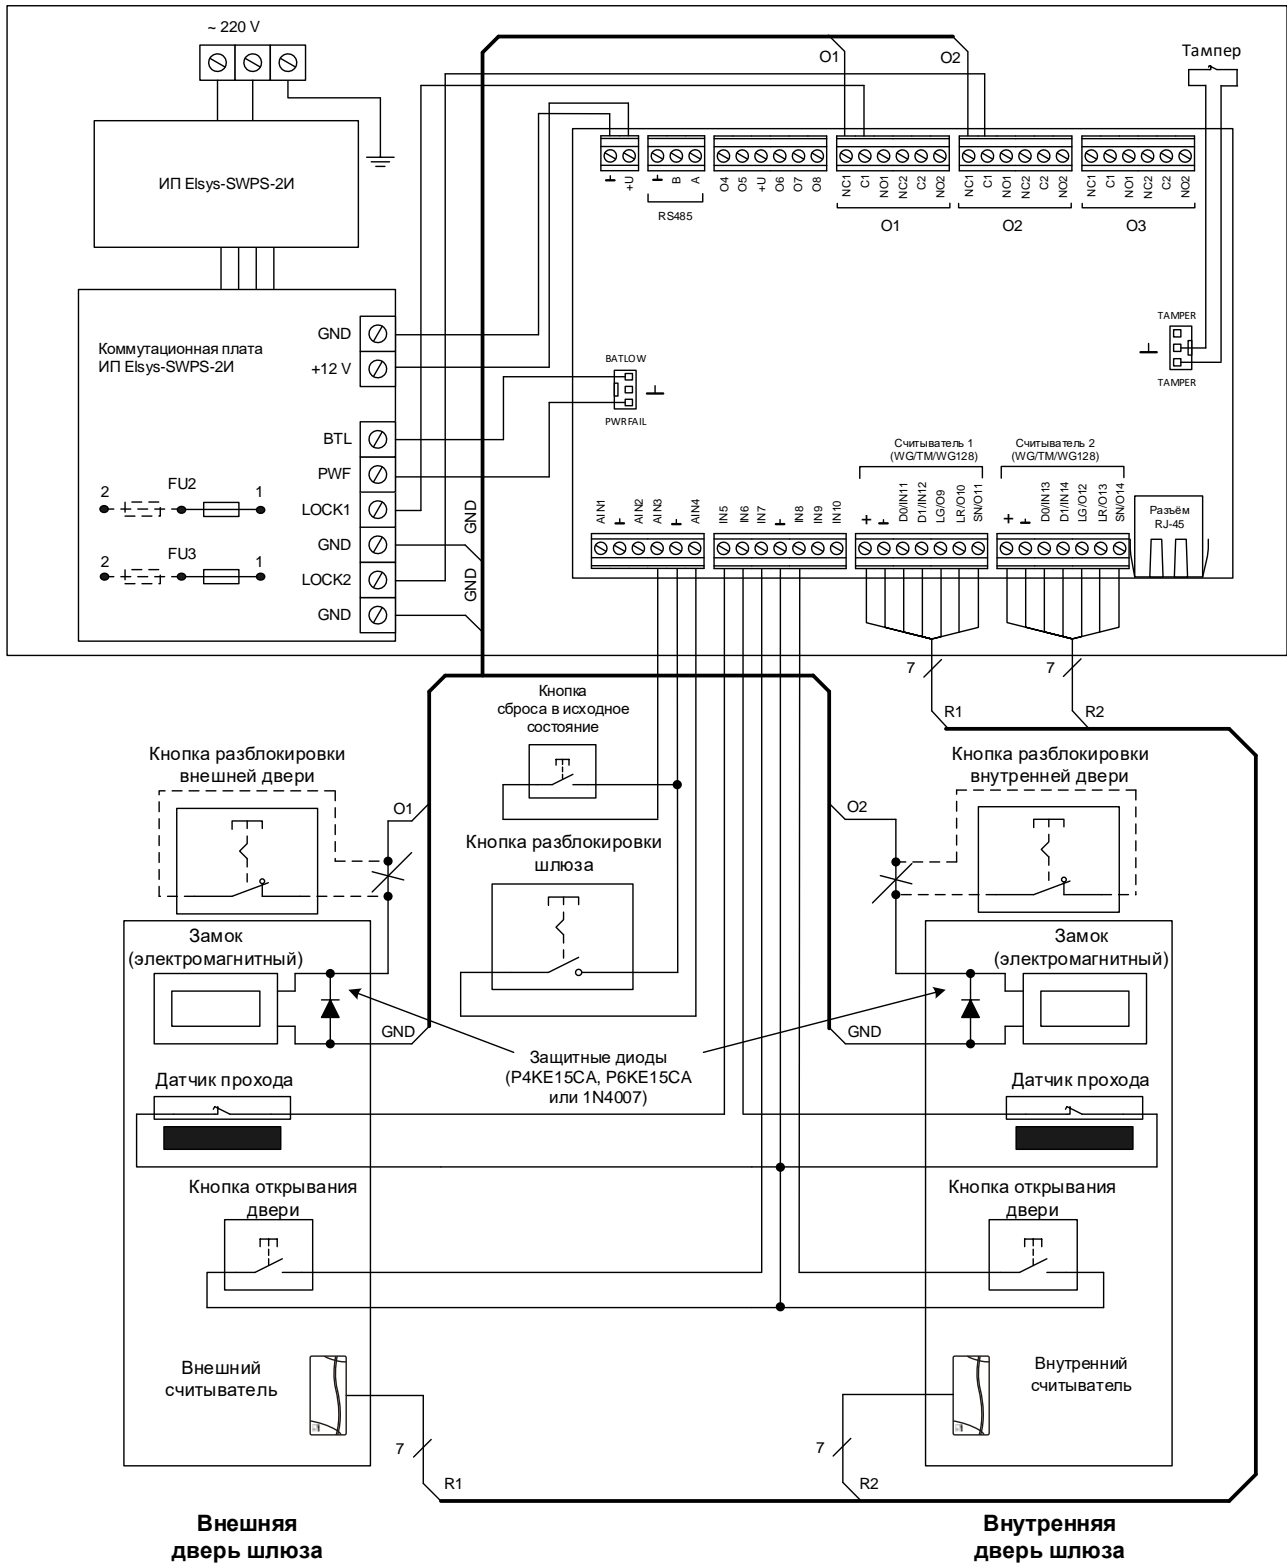 ~ 220 V
ИП Elsys-SWPS-2И
Коммутационная плата
ИП Elsys-SWPS-2И
GND
+12 V
BTL
PWF
LOCK1
GND
LOCK2
GND
2
FU2
1
2
FU3
1
GND
GND
O1
O2
Тампер
+U
B
A
RS485
O4
O5
+U
O6
O7
O8
NC1
C1
NO1
NC2
C2
NO2
O1
NC1
C1
NO1
NC2
C2
NO2
O2
NC1
C1
NO1
NC2
C2
NO2
O3
BATLOW
PWRFAIL
TAMPER
TAMPER
Считыватель 1
(WG/TM/WG128)
Считыватель 2
(WG/TM/WG128)
AIN1
AIN2
AIN3
AIN4
IN5
IN6
IN7
IN8
IN9
IN10
+
D0/IN11
D1/IN12
LG/O9
LR/O10
SN/O11
+
D0/IN13
D1/IN14
LG/O12
LR/O13
SN/O14
Разъём
RJ-45
7
R1
7
R2
Кнопка
сброса в исходное
состояние
Кнопка разблокировки
внешней двери
Кнопка разблокировки
внутренней двери
O1
O2
Кнопка разблокировки
шлюза
Замок
(электромагнитный)
Замок
(электромагнитный)
GND
GND
Защитные диоды
(P4KE15CA, P6KE15CA
или 1N4007)
Датчик прохода
Датчик прохода
Кнопка открывания
двери
Кнопка открывания
двери
Внешний
считыватель
Внутренний
считыватель
7
R1
7
R2
Внешняя
дверь шлюза
Внутренняя
дверь шлюза